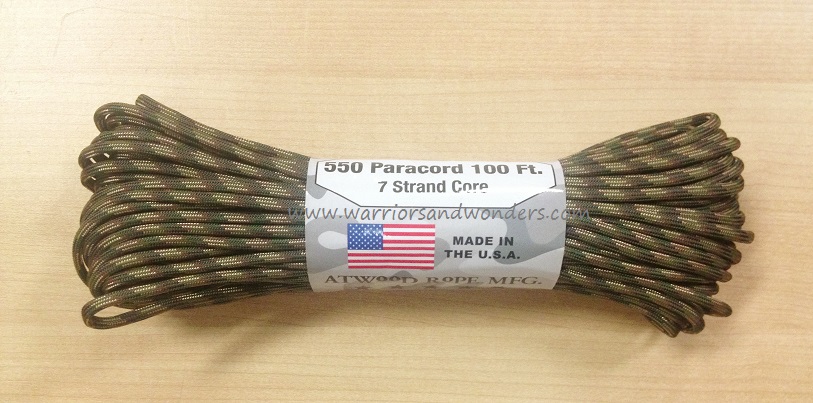 550 Paracord 100 Ft.
7 Strand Core
www.warriorsandwonders.com
MADE IN
THE U.S.A.
ATWOOD ROPE MFG.